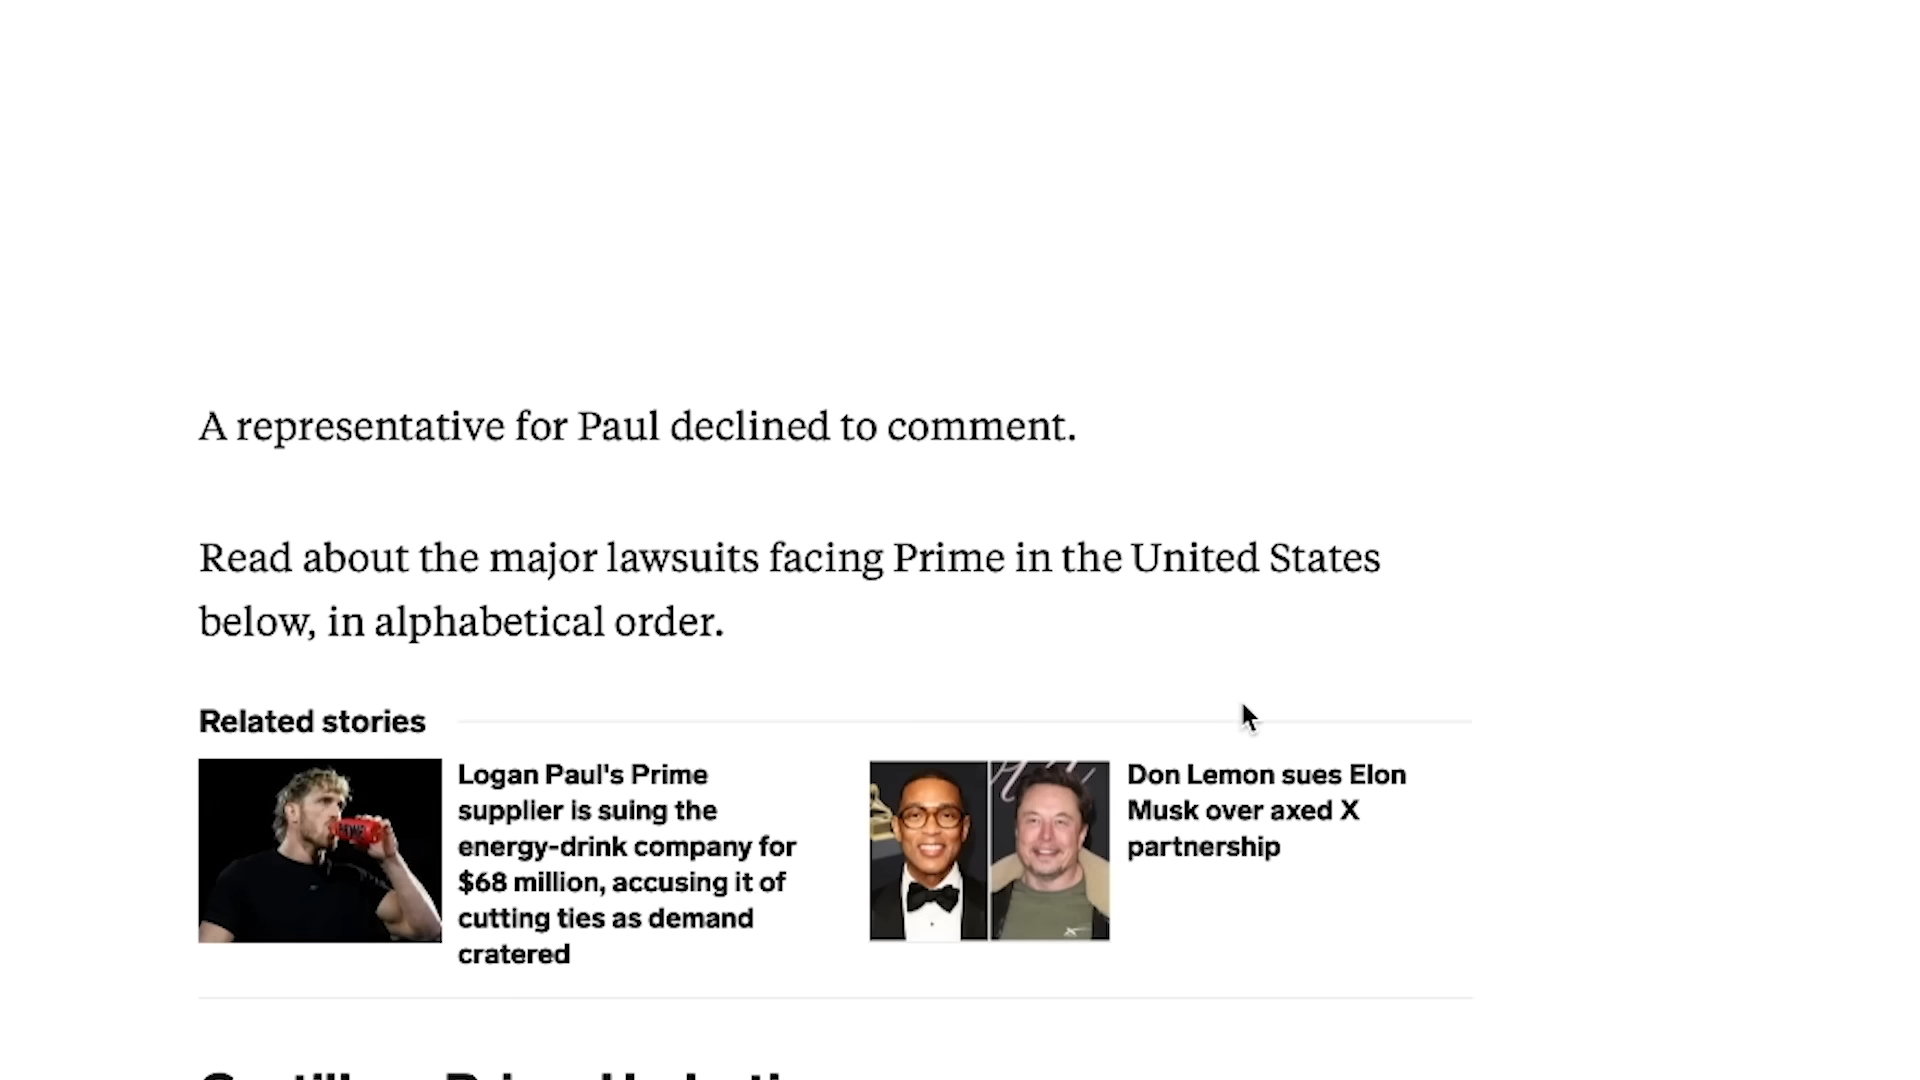 A representative for Paul declined to comment.
Read about the major lawsuits facing Prime in the United States
below, in alphabetical order.
Related stories
Logan Paul's Prime
supplier is suing the
energy-drink company for
$68 million, accusing it of
cutting ties as demand
cratered
Don Lemon sues Elon
Musk over axed X
partnership